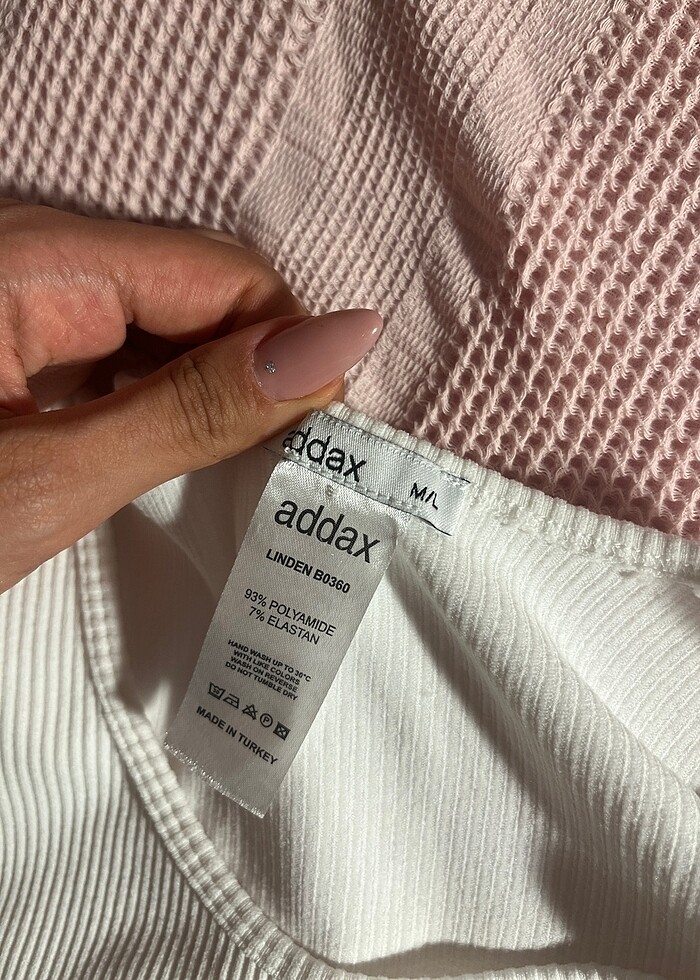 addax
M/L
addax
LINDEN B0360
93% POLYAMIDE
7% ELASTAN
HAND WASH UP TO 30°C
WITH LIKE COLORS
WASH ON REVERSE
DO NOT TUMBLE DRY
P
MADE IN TURKEY